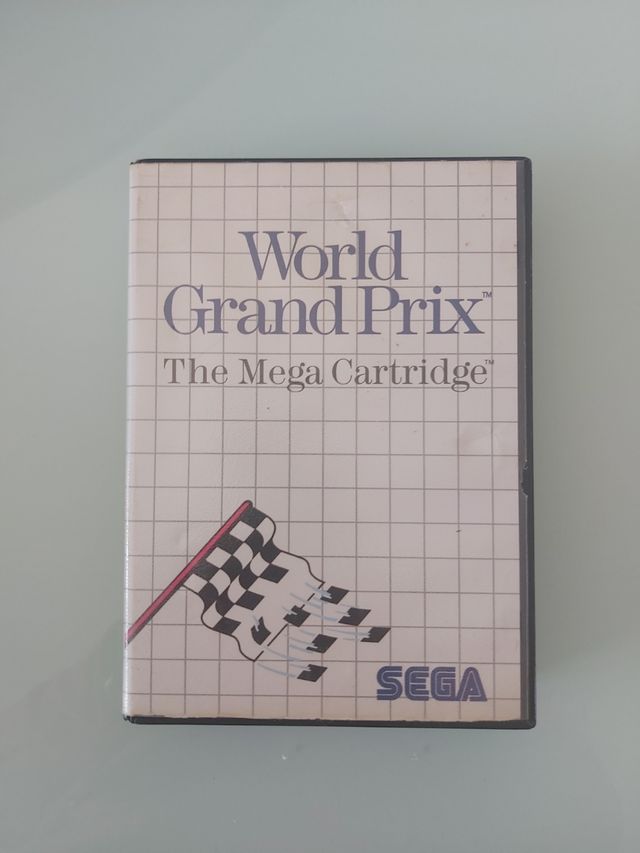 World
Grand Prix™
The Mega Cartridge™
SEGA